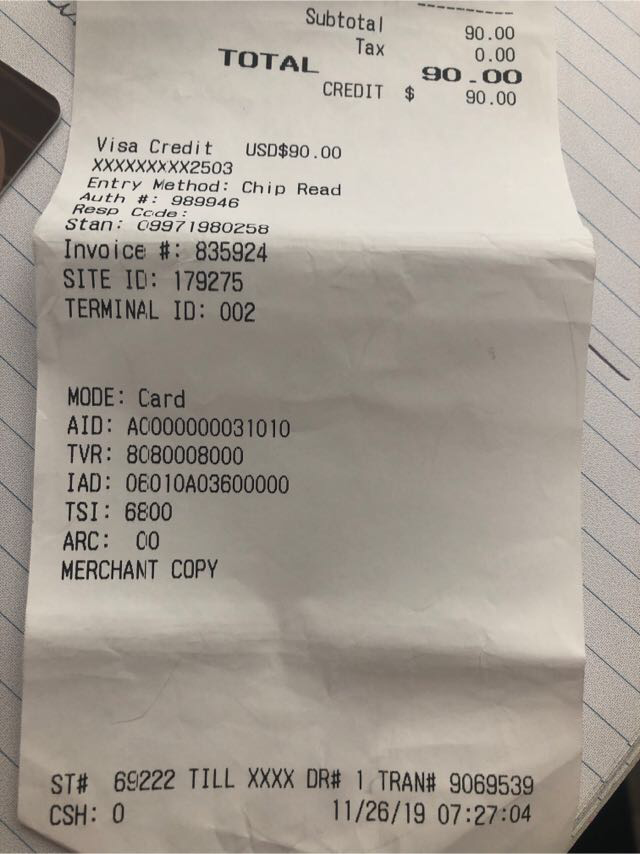 Subtotal 90.00
Tax 0.00
TOTAL 90.00
CREDIT $ 90.00
Visa Credit USD$90.00
XXXXXXXXX2503
Entry Method: Chip Read
Auth #: 989946
Resp Code:
Stan: 09971980258
Invoice #: 835924
SITE ID: 179275
TERMINAL ID: 002
MODE: Card
AID: A0000000031010
TVR: 8080008000
IAD: 06010A03600000
TSI: 6800
ARC: 00
MERCHANT COPY
ST# 69222 TILL XXXX DR# 1 TRAN# 9069539
CSH: 0 11/26/19 07:27:04